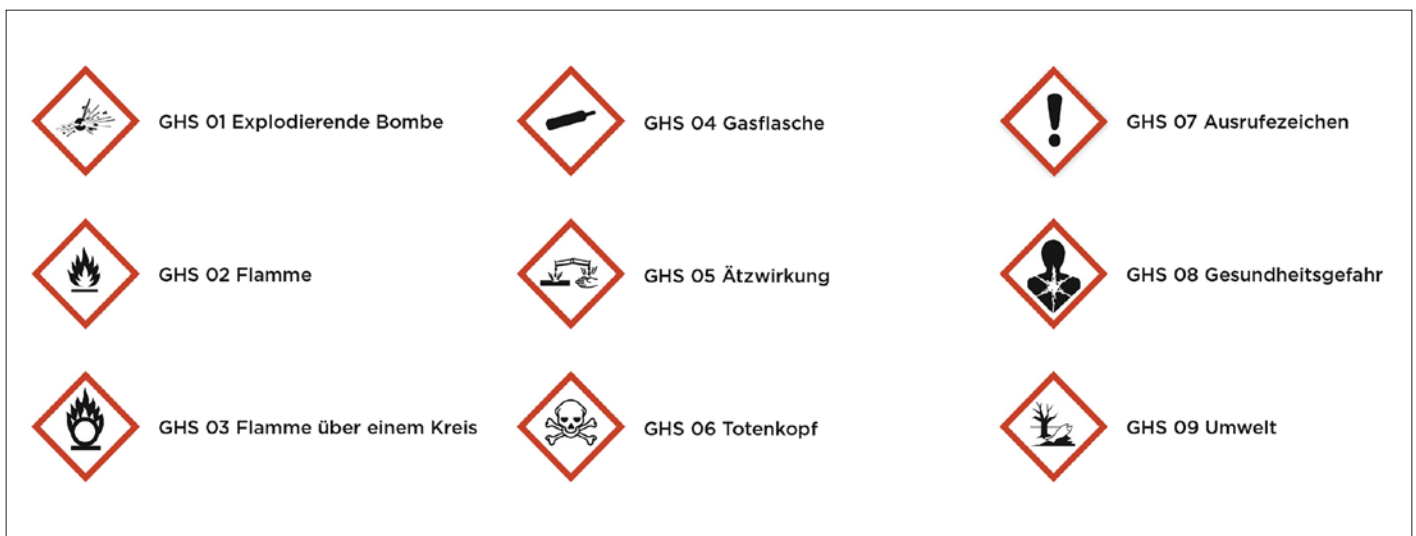 GHS 01 Explodierende Bombe
GHS 02 Flamme
GHS 03 Flamme über einem Kreis
GHS 04 Gasflasche
GHS 05 Ätzwirkung
GHS 06 Totenkopf
GHS 07 Ausrufezeichen
GHS 08 Gesundheitsgefahr
GHS 09 Umwelt